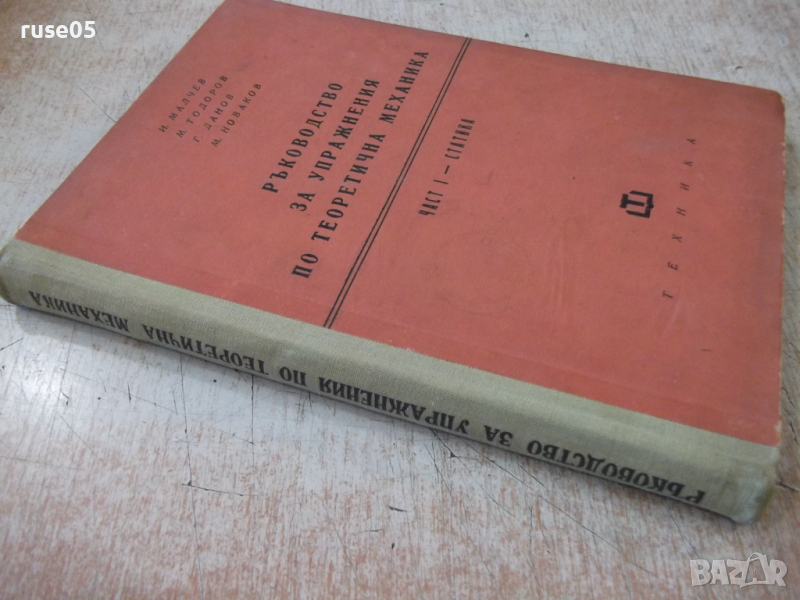 ruse05
И. МАЛЧЕВ
М. ТОДОРОВ
Г. ДАНОВ
М. НОВАКОВ
РЪКОВОДСТВО
ЗА УПРАЖНЕНИЯ
ПО ТЕОРЕТИЧНА МЕХАНИКА
ЧАСТ I — СТАТИКА
Т
ТЕХНИКА
РЪКОВОДСТВО ЗА УПРАЖНЕНИЯ ПО ТЕОРЕТИЧНА МЕХАНИКА
BAZAR